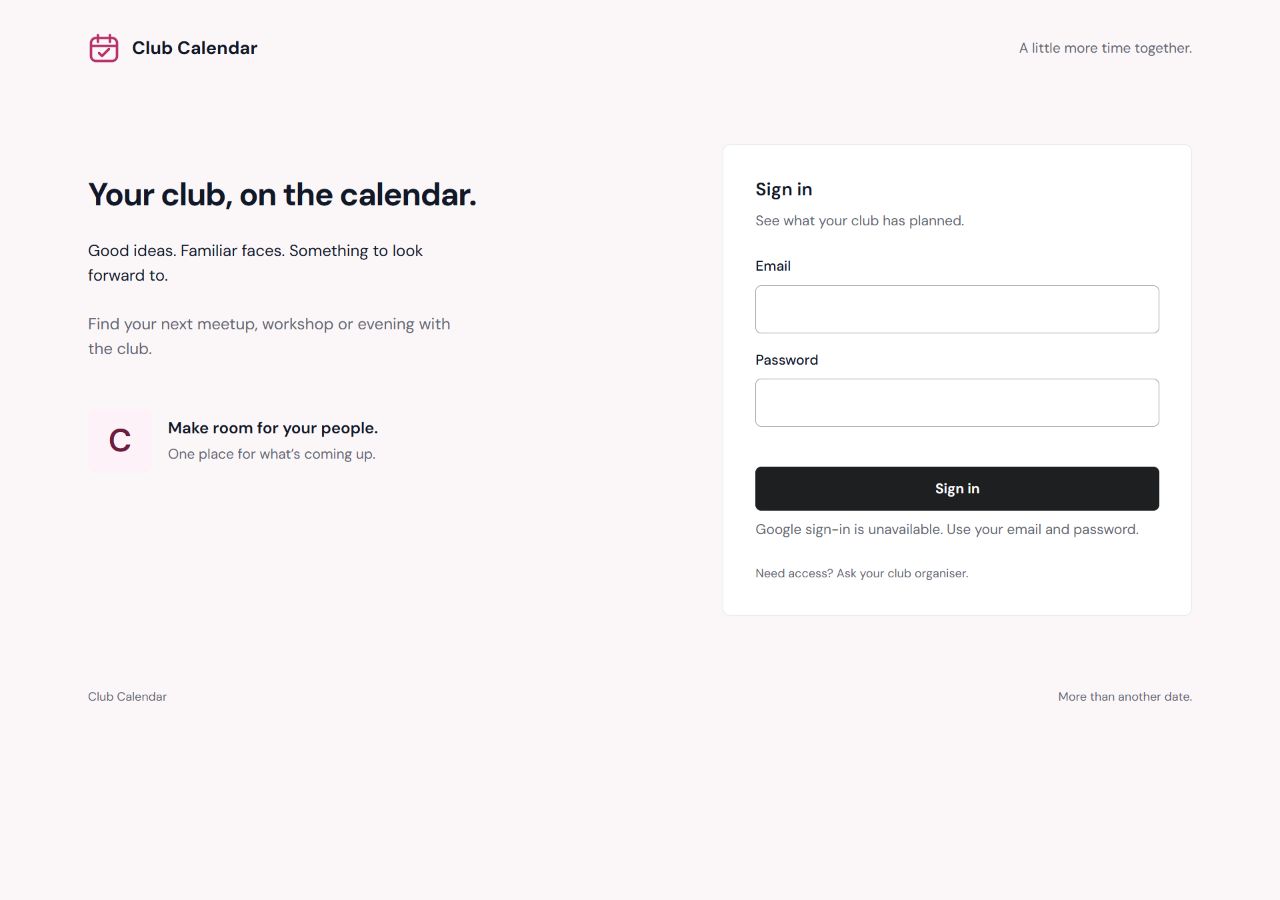 Club Calendar
A little more time together.
Your club, on the calendar.
Good ideas. Familiar faces. Something to look
forward to.
Find your next meetup, workshop or evening with
the club.
C
Make room for your people.
One place for what’s coming up.
Sign in
See what your club has planned.
Email
Password
Sign in
Google sign-in is unavailable. Use your email and password.
Need access? Ask your club organiser.
Club Calendar
More than another date.